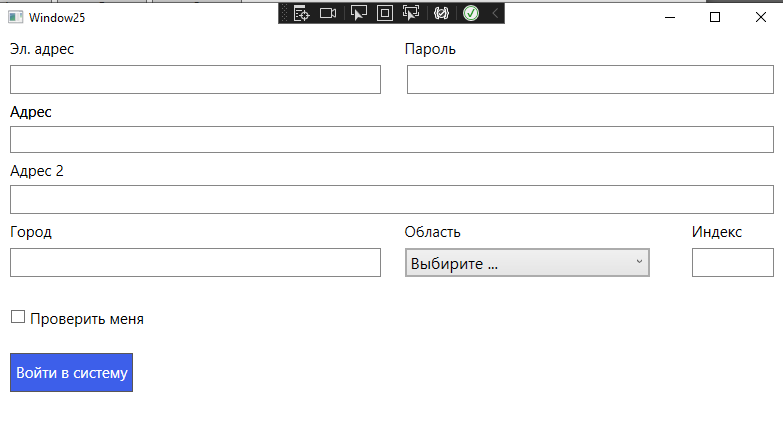 Window25
Эл. адрес
Пароль
Адрес
Адрес 2
Город
Область
Индекс
Выбирите ...
Проверить меня
Войти в систему